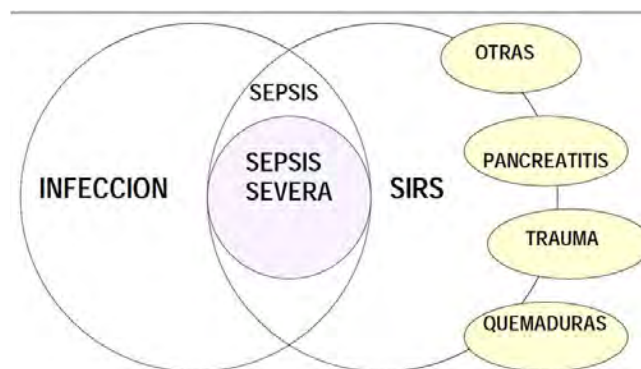 OTRAS
SEPSIS
PANCREATITIS
SEPSIS
SEVERA
INFECCION
SIRS
TRAUMA
QUEMADURAS